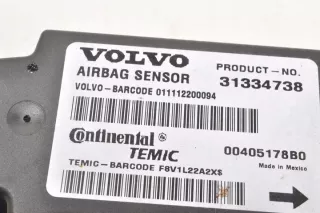 VOLVO
PRODUCT-NO.
AIRBAG SENSOR 31334738
VOLVO-BARCODE 011112200094
Continental
TEMIC 00405178B0
Made in Mexico
TEMIC-BARCODE F8V1L22A2X$